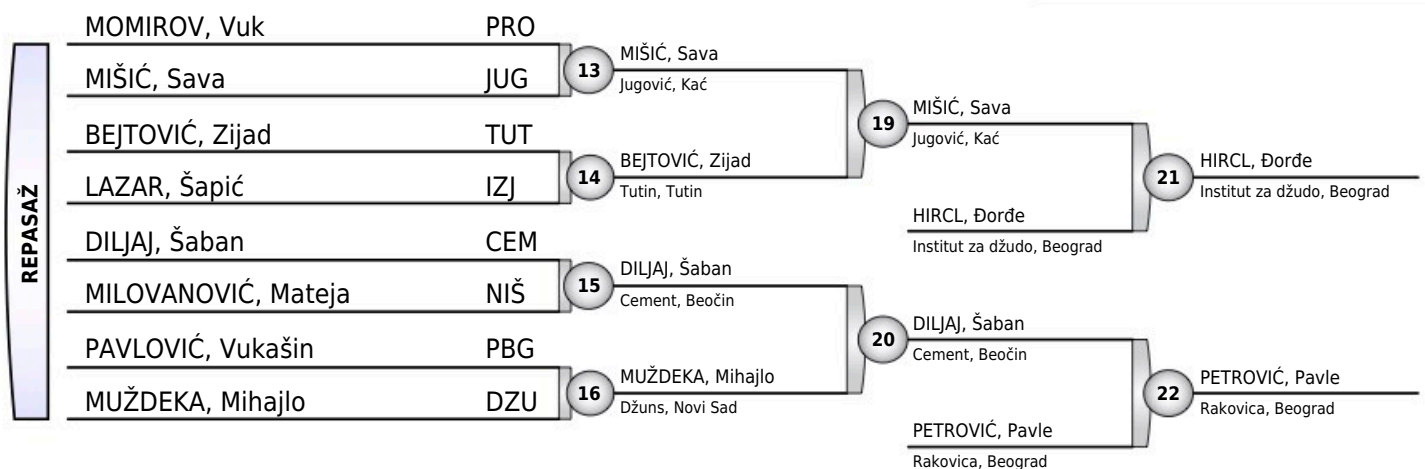 REPASAŽ
MOMIROV, Vuk PRO
MIŠIĆ, Sava JUG
BEJTOVIĆ, Zijad TUT
LAZAR, Šapić IZJ
DILJAJ, Šaban CEM
MILOVANOVIĆ, Mateja NIŠ
PAVLOVIĆ, Vukašin PBG
MUŽDEKA, Mihajlo DZU
13
MIŠIĆ, Sava
Jugović, Kać
14
BEJTOVIĆ, Zijad
Tutin, Tutin
15
DILJAJ, Šaban
Cement, Beočin
16
MUŽDEKA, Mihajlo
Džuns, Novi Sad
19
MIŠIĆ, Sava
Jugović, Kać
HIRCL, Đorđe
Institut za džudo, Beograd
20
DILJAJ, Šaban
Cement, Beočin
PETROVIĆ, Pavle
Rakovica, Beograd
21
HIRCL, Đorđe
Institut za džudo, Beograd
22
PETROVIĆ, Pavle
Rakovica, Beograd